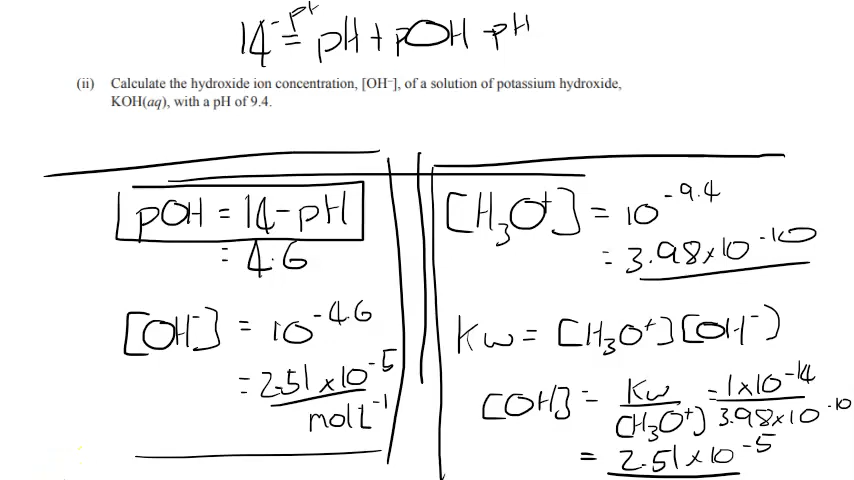 14 -pH = pH + pOH -pH
(ii) Calculate the hydroxide ion concentration, [OH⁻], of a solution of potassium hydroxide,
KOH(aq), with a pH of 9.4.
pOH = 14 - pH
= 4.6
[OH⁻] = 10^-4.6
= 2.51 x 10^-5
mol L^-1
[H₃O⁺] = 10^-9.4
= 3.98 x 10^-10
Kw = [H₃O⁺][OH⁻]
[OH] = Kw/[H₃O⁺] = 1x10^-14/3.98x10^-10
= 2.51 x 10^-5